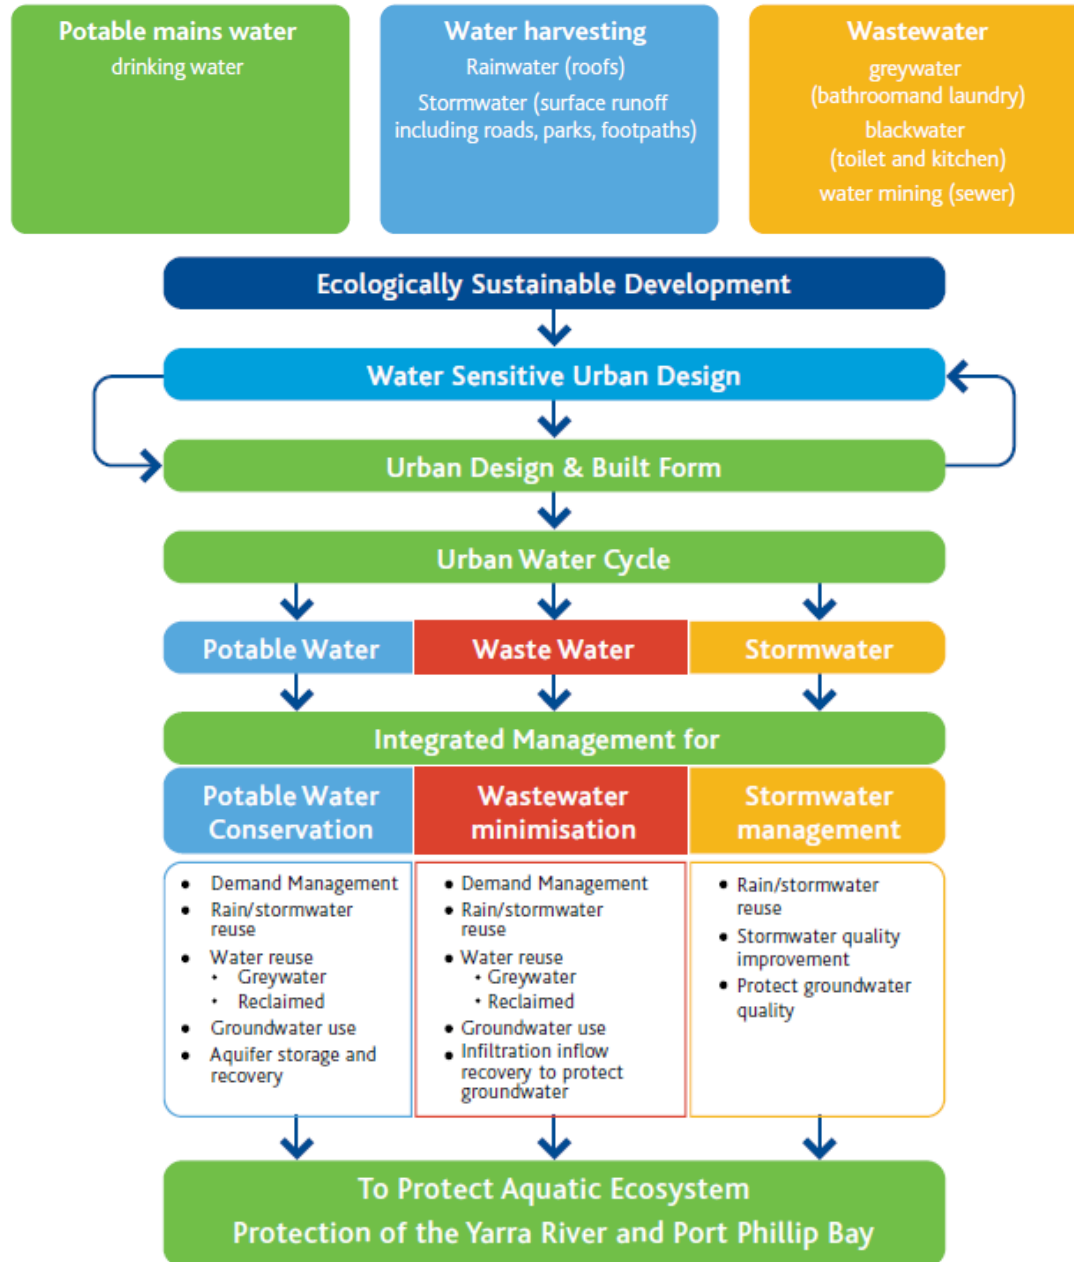 Potable mains water
drinking water
Water harvesting
Rainwater (roofs)
Stormwater (surface runoff
including roads, parks, footpaths)
Wastewater
greywater
(bathroomand laundry)
blackwater
(toilet and kitchen)
water mining (sewer)
Ecologically Sustainable Development
Water Sensitive Urban Design
Urban Design & Built Form
Urban Water Cycle
Potable Water
Waste Water
Stormwater
Integrated Management for
Potable Water
Conservation
Wastewater
minimisation
Stormwater
management
• Demand Management
• Rain/stormwater
reuse
• Water reuse
• Greywater
• Reclaimed
• Groundwater use
• Aquifer storage and
recovery
• Demand Management
• Rain/stormwater
reuse
• Water reuse
• Greywater
• Reclaimed
• Groundwater use
• Infiltration inflow
recovery to protect
groundwater
• Rain/stormwater
reuse
• Stormwater quality
improvement
• Protect groundwater
quality
To Protect Aquatic Ecosystem
Protection of the Yarra River and Port Phillip Bay